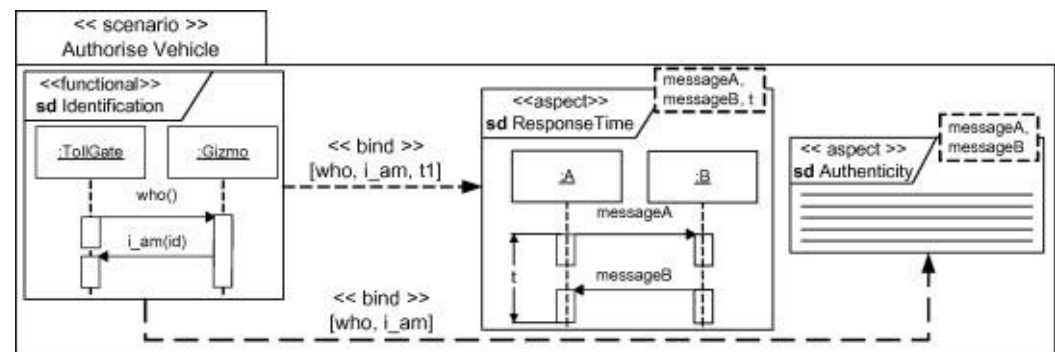 << scenario >>
Authorise Vehicle
<<functional>>
sd Identification
:TollGate
:Gizmo
who()
i_am(id)
<< bind >>
[who, i_am, t1]
<< bind >>
[who, i_am]
messageA,
messageB, t
<<aspect>>
sd ResponseTime
:A
:B
messageA
messageB
t
messageA,
messageB
<< aspect >>
sd Authenticity